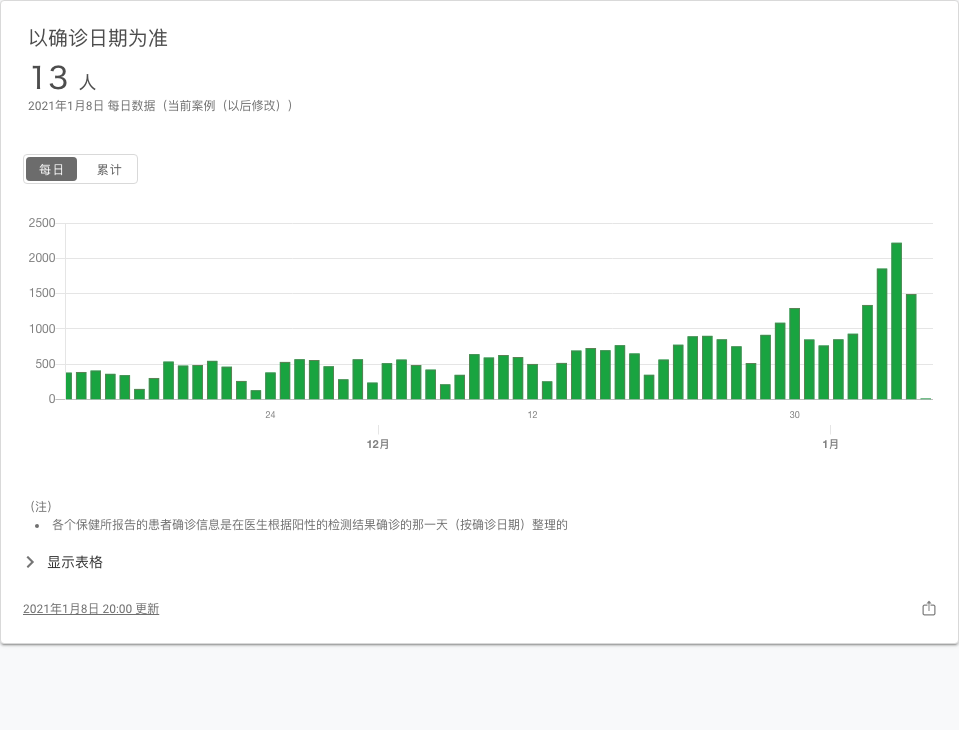 以确诊日期为准
13 人
2021年1月8日 每日数据（当前案例（以后修改））
每日 累计
2500
2000
1500
1000
500
0
24 12 30
12月 1月
（注）
• 各个保健所报告的患者确诊信息是在医生根据阳性的检测结果确诊的那一天（按确诊日期）整理的
显示表格
2021年1月8日 20:00 更新